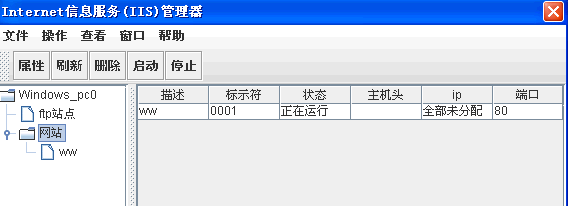 Internet信息服务(IIS)管理器
文件 操作 查看 窗口 帮助
属性 刷新 删除 启动 停止
Windows_pc0
ftp站点
网站
ww
描述 标示符 状态 主机头 ip 端口
ww 0001 正在运行 全部未分配 80